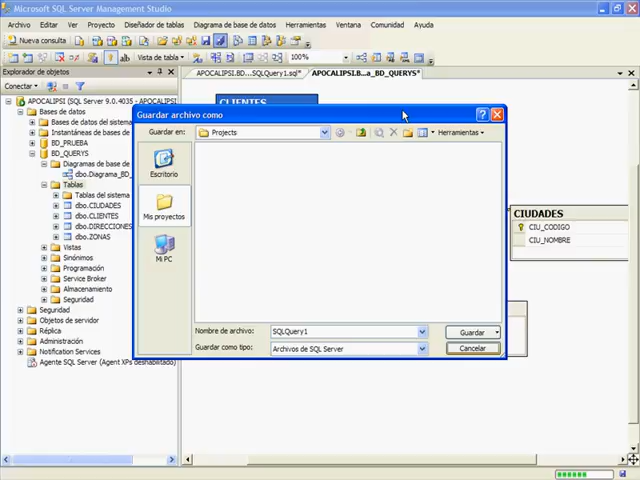 Microsoft SQL Server Management Studio
Archivo Editar Ver Proyecto Diseñador de tablas Diagrama de base de datos Herramientas Ventana Comunidad Ayuda
Nueva consulta
Vista de tabla 100%
Explorador de objetos
APOCALIPSI.BD...SQLQuery1.sql* APOCALIPSI.B...a_BD_QUERYS*
Conectar
APOCALIPSI (SQL Server 9.0.4035 - APOCALIPSI
Bases de datos
Bases de datos del sistema
Instantáneas de bases de
BD_PRUEBA
BD_QUERYS
Diagramas de base de
dbo.Diagrama_BD_
Tablas
Tablas del sistema
dbo.CIUDADES
dbo.CLIENTES
dbo.DIRECCIONES
dbo.ZONAS
Vistas
Sinónimos
Programación
Service Broker
Almacenamiento
Seguridad
Seguridad
Objetos de servidor
Réplica
Administración
Notification Services
Agente SQL Server (Agent XPs deshabilitado)
CLIENTES
Guardar archivo como
Guardar en: Projects Herramientas
Escritorio
Mis proyectos
Mi PC
Nombre de archivo: SQLQuery1 Guardar
Guardar como tipo: Archivos de SQL Server Cancelar
CIUDADES
CIU_CODIGO
CIU_NOMBRE